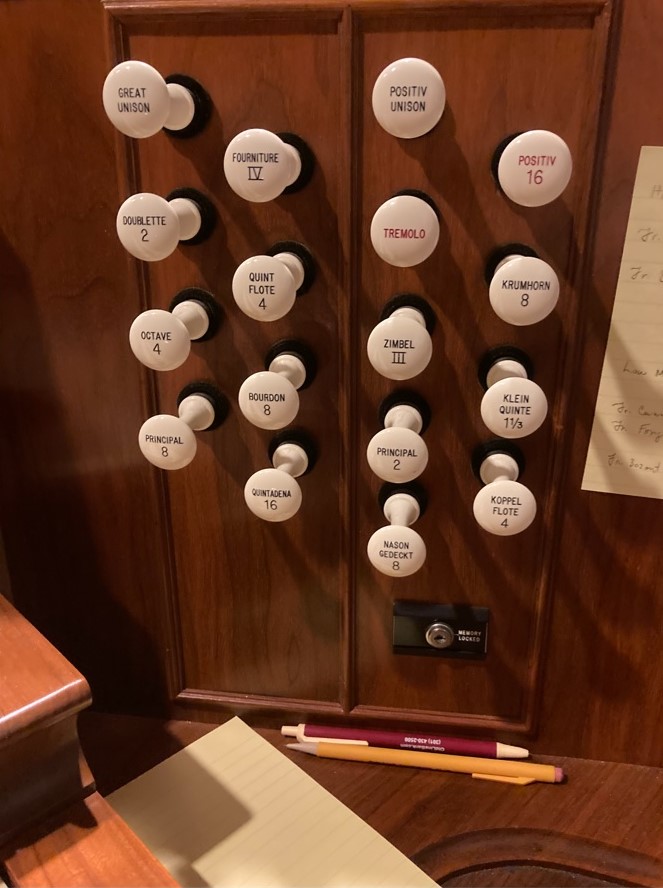 GREAT
UNISON
FOURNITURE
IV
DOUBLETTE
2
QUINT
FLOTE
4
OCTAVE
4
BOURDON
8
PRINCIPAL
8
QUINTADENA
16
POSITIV
UNISON
POSITIV
16
TREMOLO
KRUMHORN
8
ZIMBEL
III
KLEIN
QUINTE
1 1/3
PRINCIPAL
2
KOPPEL
FLOTE
4
NASON
GEDECKT
8
MEMORY
LOCKED